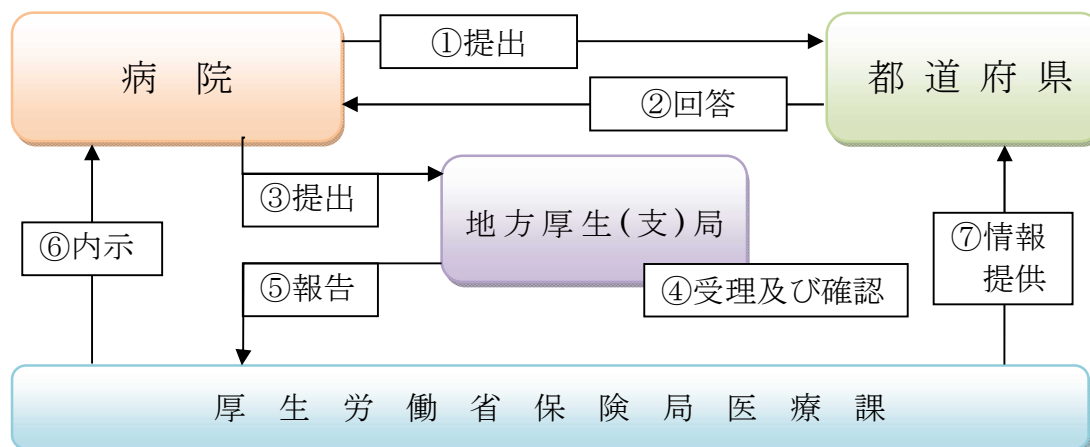 ①提出
病院
都道府県
②回答
③提出
地方厚生(支)局
⑥内示
⑦情報
提供
⑤報告
④受理及び確認
厚生労働省保険局医療課